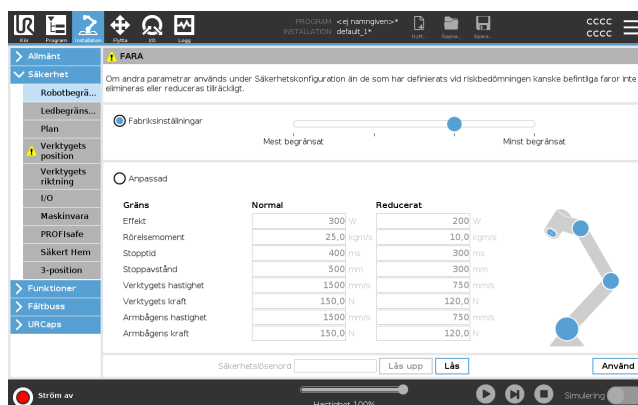 PROGRAM <ej namngiven>*
INSTALLATION default_1*
Kör Program Installation Flytta I/O Logg Nytt... Öppna... Spara...
CCCC
CCCC
Allmänt
Säkerhet
Robotbegrä...
Ledbegräns...
Plan
Verktygets position
Verktygets riktning
I/O
Maskinvara
PROFIsafe
Säkert Hem
3-position
Funktioner
Fältbuss
URCaps
FARA
Om andra parametrar används under Säkerhetskonfiguration än de som har definierats vid riskbedömningen kanske befintliga faror inte
elimineras eller reduceras tillräckligt.
Fabriksinställningar
Mest begränsat Minst begränsat
Anpassad
Gräns Normal Reducerat
Effekt 300 W 200 W
Rörelsemoment 25,0 kgm/s 10,0 kgm/s
Stopptid 400 ms 300 ms
Stoppavstånd 500 mm 300 mm
Verktygets hastighet 1500 mm/s 750 mm/s
Verktygets kraft 150,0 N 120,0 N
Armbågens hastighet 1500 mm/s 750 mm/s
Armbågens kraft 150,0 N 120,0 N
Säkerhetslösenord Lås upp Lås Använd
Ström av
Hastighet 100%
Simulering